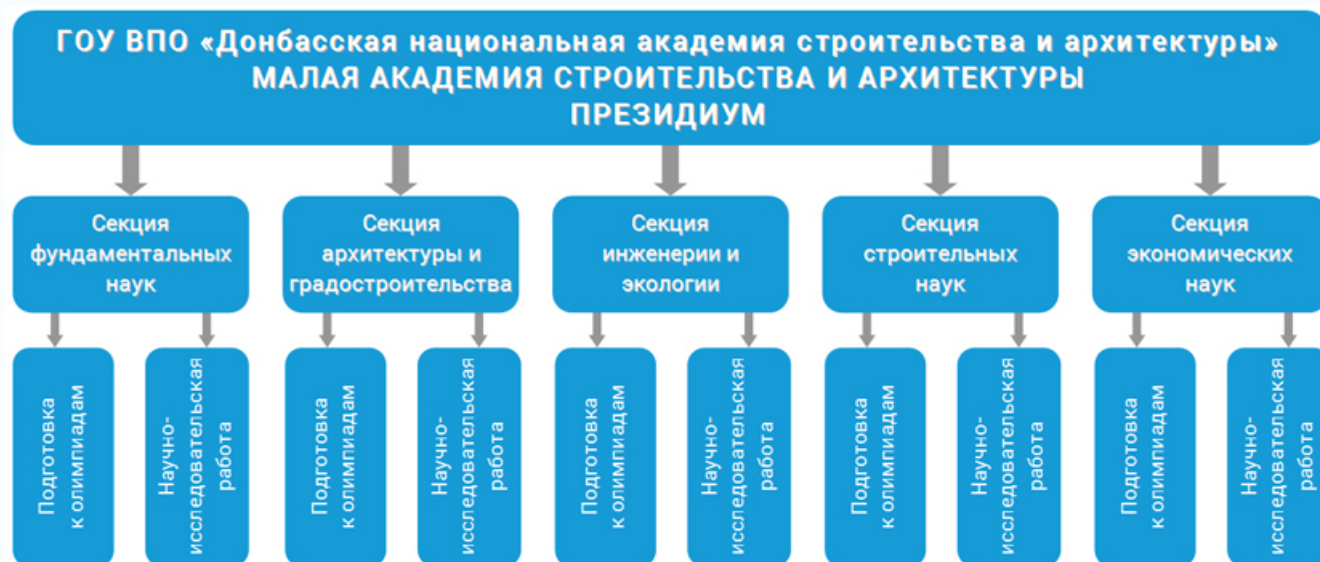 ГОУ ВПО «Донбасская национальная академия строительства и архитектуры»
МАЛАЯ АКАДЕМИЯ СТРОИТЕЛЬСТВА И АРХИТЕКТУРЫ
ПРЕЗИДИУМ
Секция
фундаментальных
наук
Секция
архитектуры и
градостроительства
Секция
инженерии и
экологии
Секция
строительных
наук
Секция
экономических
наук
Подготовка
к олимпиадам
Научно-
исследовательская
работа
Подготовка
к олимпиадам
Научно-
исследовательская
работа
Подготовка
к олимпиадам
Научно-
исследовательская
работа
Подготовка
к олимпиадам
Научно-
исследовательская
работа
Подготовка
к олимпиадам
Научно-
исследовательская
работа